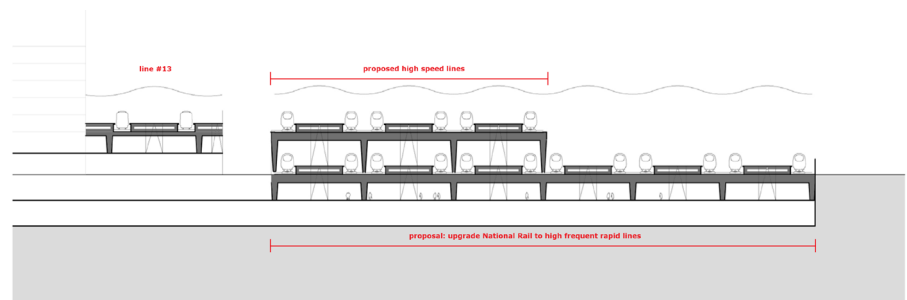 line #13
proposed high speed lines
proposal: upgrade National Rail to high frequent rapid lines